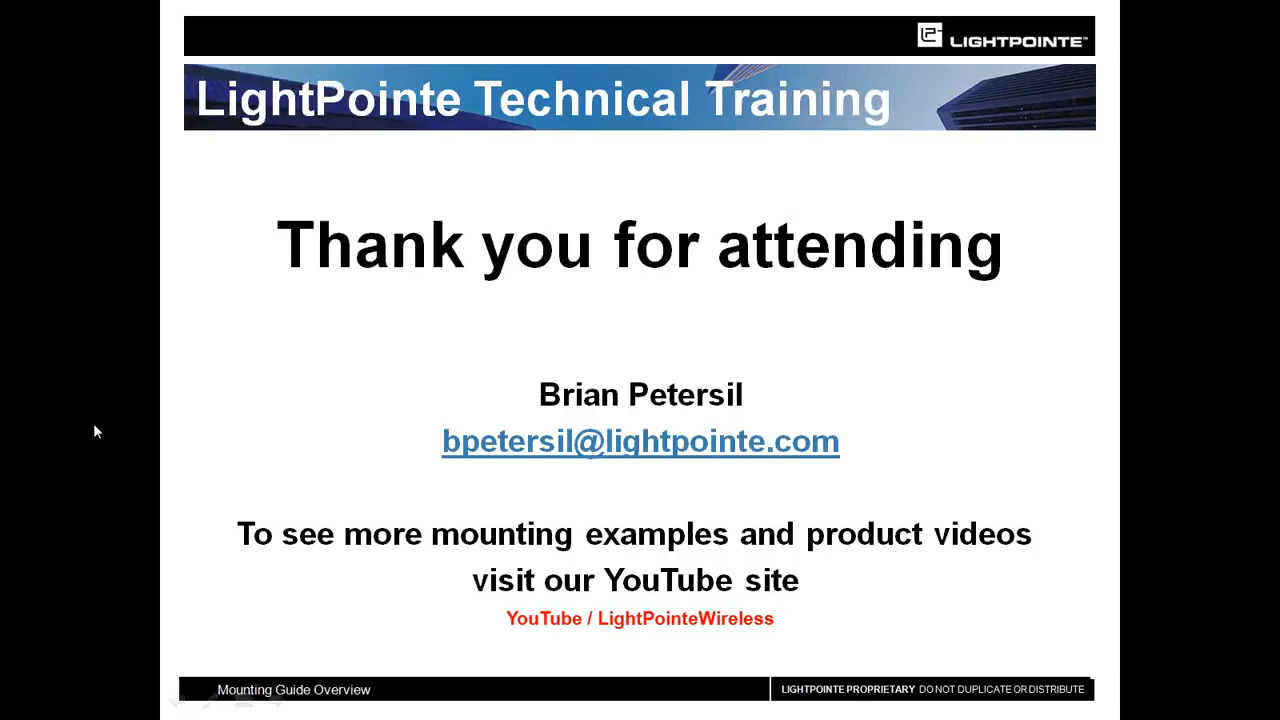 LIGHTPOINTE™
LightPointe Technical Training
Thank you for attending
Brian Petersil
bpetersil@lightpointe.com
To see more mounting examples and product videos
visit our YouTube site
YouTube / LightPointeWireless
Mounting Guide Overview
LIGHTPOINTE PROPRIETARY DO NOT DUPLICATE OR DISTRIBUTE